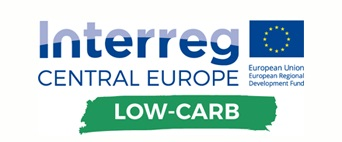 Interreg
CENTRAL EUROPE
European Union
European Regional
Development Fund
LOW-CARB